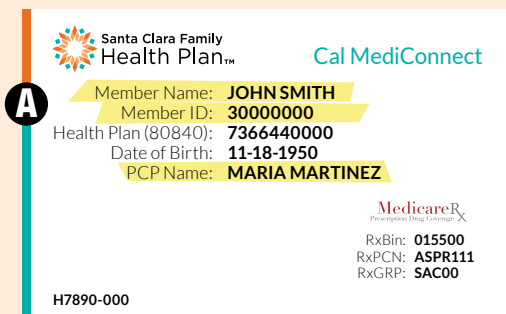 Santa Clara Family
Health Plan™
Cal MediConnect
A
Member Name: JOHN SMITH
Member ID: 30000000
Health Plan (80840): 7366440000
Date of Birth: 11-18-1950
PCP Name: MARIA MARTINEZ
MedicareRx
Prescription Drug Coverage
RxBin: 015500
RxPCN: ASPR111
RxGRP: SAC00
H7890-000